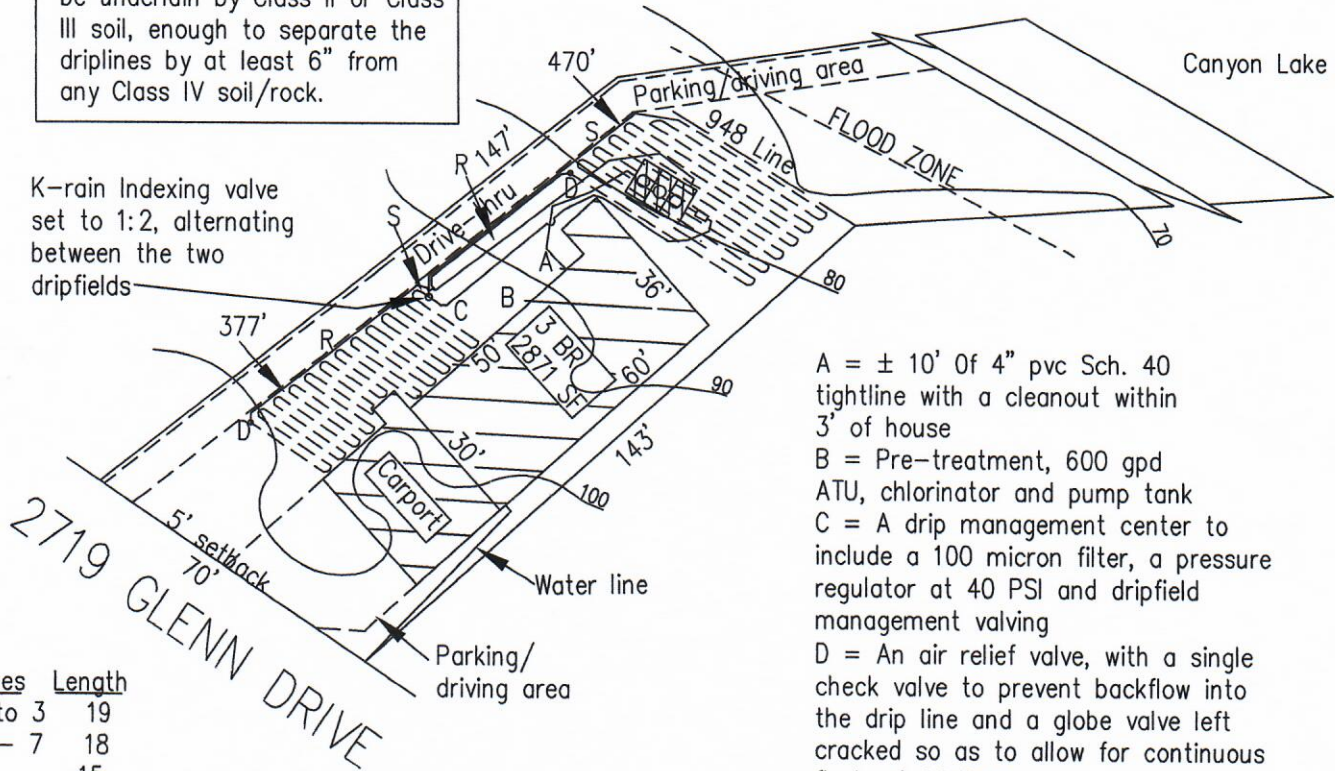 be underlain by Class II or Class
III soil, enough to separate the
driplines by at least 6" from
any Class IV soil/rock.
K-rain Indexing valve
set to 1:2, alternating
between the two
dripfields
470'
Parking/driving area
Canyon Lake
948 Line
FLOOD ZONE
S
R 147'
D
Drive thru
S
A
C
B
36'
377'
R
3 BR
2871 SF
50'
60'
D
30'
143'
Carport
70
80
90
100
5' setback
70'
2719 GLENN DRIVE
Water line
Parking/
driving area
A = ± 10' Of 4" pvc Sch. 40
tightline with a cleanout within
3' of house
B = Pre-treatment, 600 gpd
ATU, chlorinator and pump tank
C = A drip management center to
include a 100 micron filter, a pressure
regulator at 40 PSI and dripfield
management valving
D = An air relief valve, with a single
check valve to prevent backflow into
the drip line and a globe valve left
cracked so as to allow for continuous
es Length
to 3 19
- 7 18